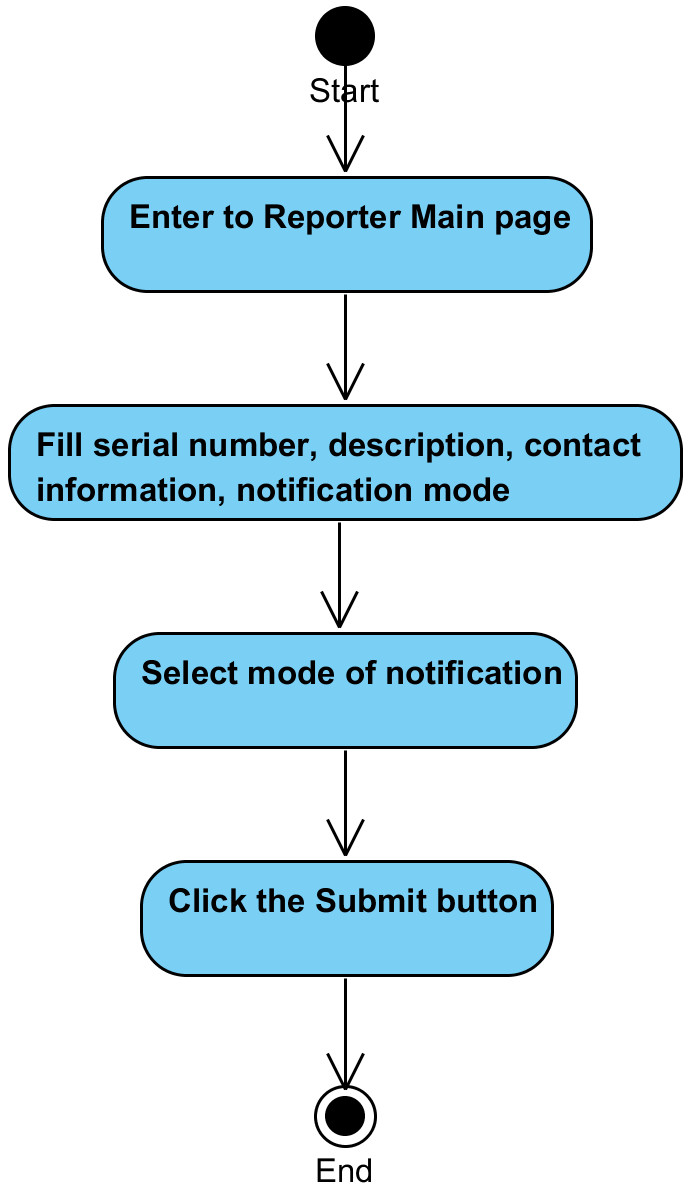 Start
Enter to Reporter Main page
Fill serial number, description, contact
information, notification mode
Select mode of notification
Click the Submit button
End